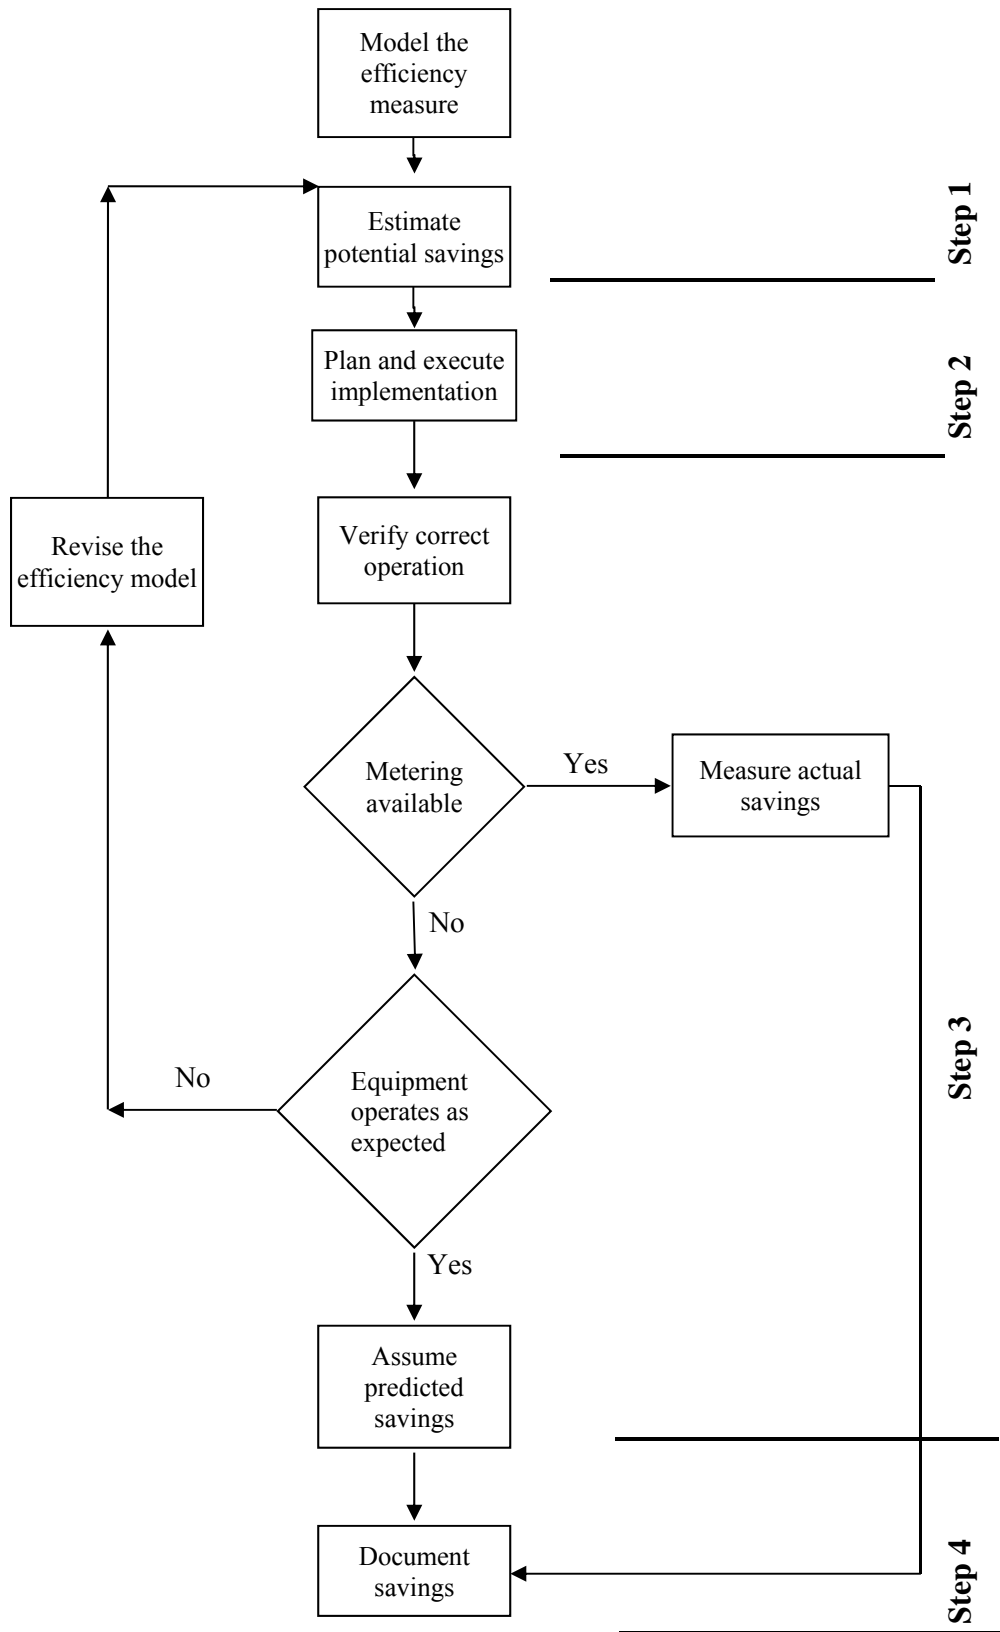 Model the
efficiency
measure
Estimate
potential savings
Step 1
Plan and execute
implementation
Step 2
Verify correct
operation
Revise the
efficiency model
Metering
available
Yes
Measure actual
savings
No
Equipment
operates as
expected
No
Step 3
Yes
Assume
predicted
savings
Document
savings
Step 4